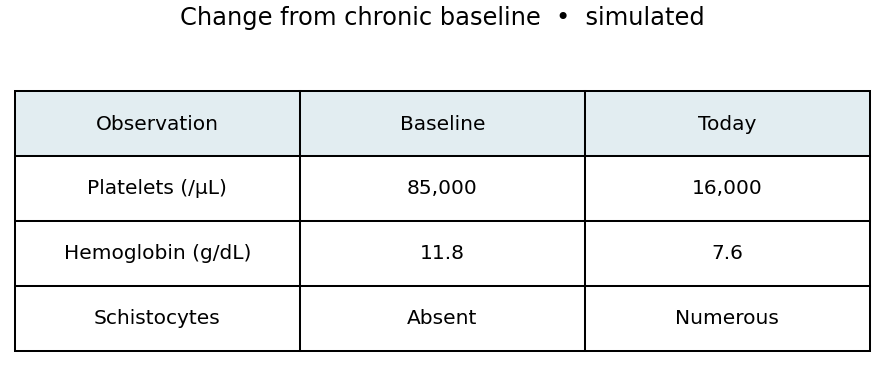 Change from chronic baseline • simulated
Observation Baseline Today
Platelets (/µL) 85,000 16,000
Hemoglobin (g/dL) 11.8 7.6
Schistocytes Absent Numerous